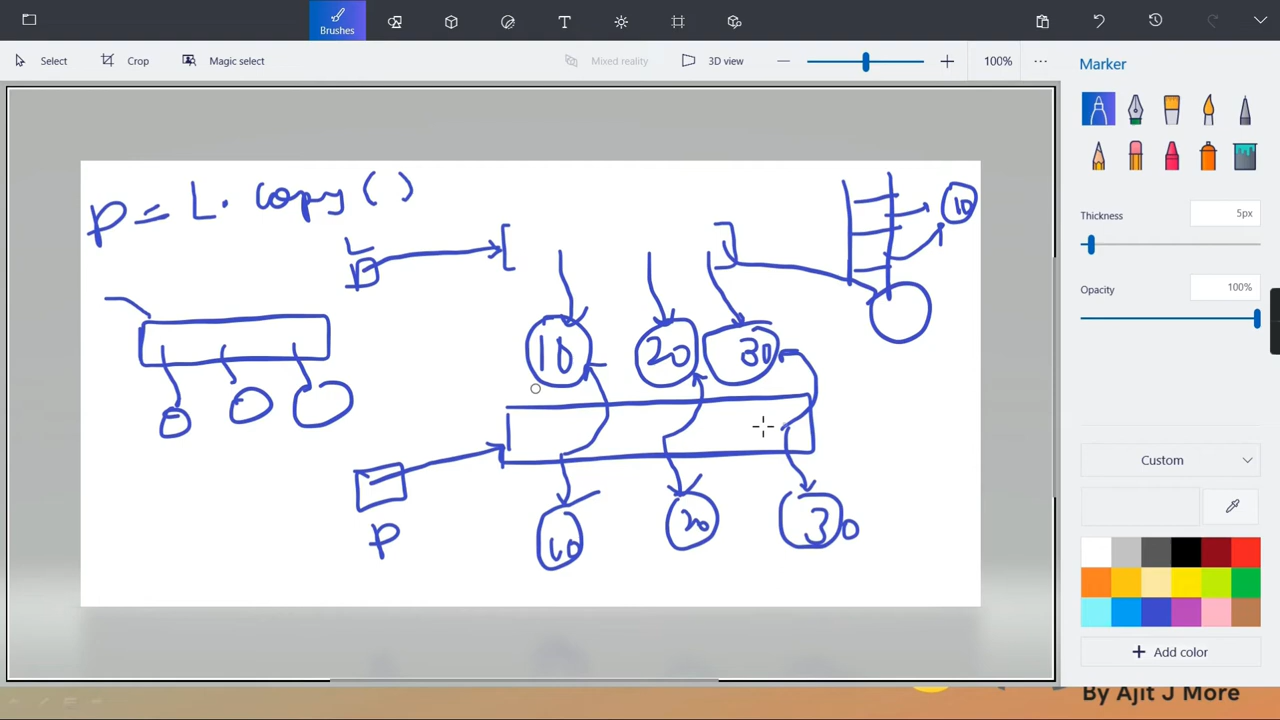 Brushes
Select
Crop
Magic select
Mixed reality
3D view
100%
Marker
Thickness
5px
Opacity
100%
Custom
Add color
P = L. copy ( )
L
[ ]
10
10
20
30
P
10
20
30
By Ajit J More